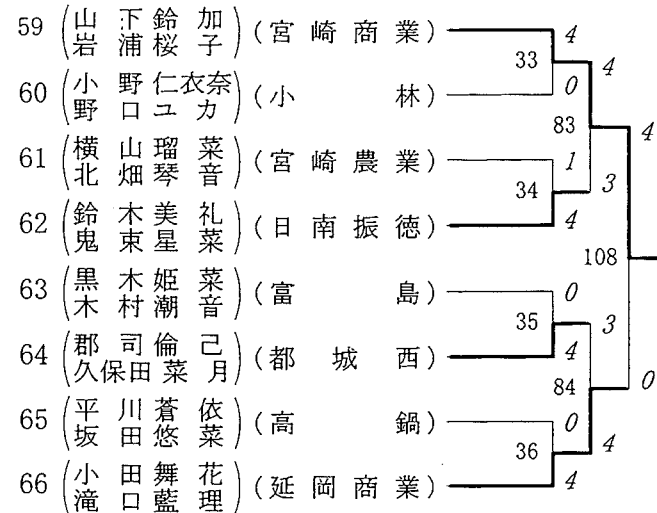 59 (山下鈴加 岩浦桜子) (宮崎商業) 4
33 4
60 (小野仁衣奈 野口ユカ) (小林) 0
83 4
61 (横山瑠菜 北畑琴音) (宮崎農業) 1
34 3
62 (鈴木美礼 鬼束星菜) (日南振徳) 4
108
63 (黒木姫菜 木村潮音) (富島) 0
35 3
64 (郡司倫己 久保田菜月) (都城西) 4
84 0
65 (平川蒼依 坂田悠菜) (高鍋) 0
36 4
66 (小田舞花 滝口藍理) (延岡商業) 4